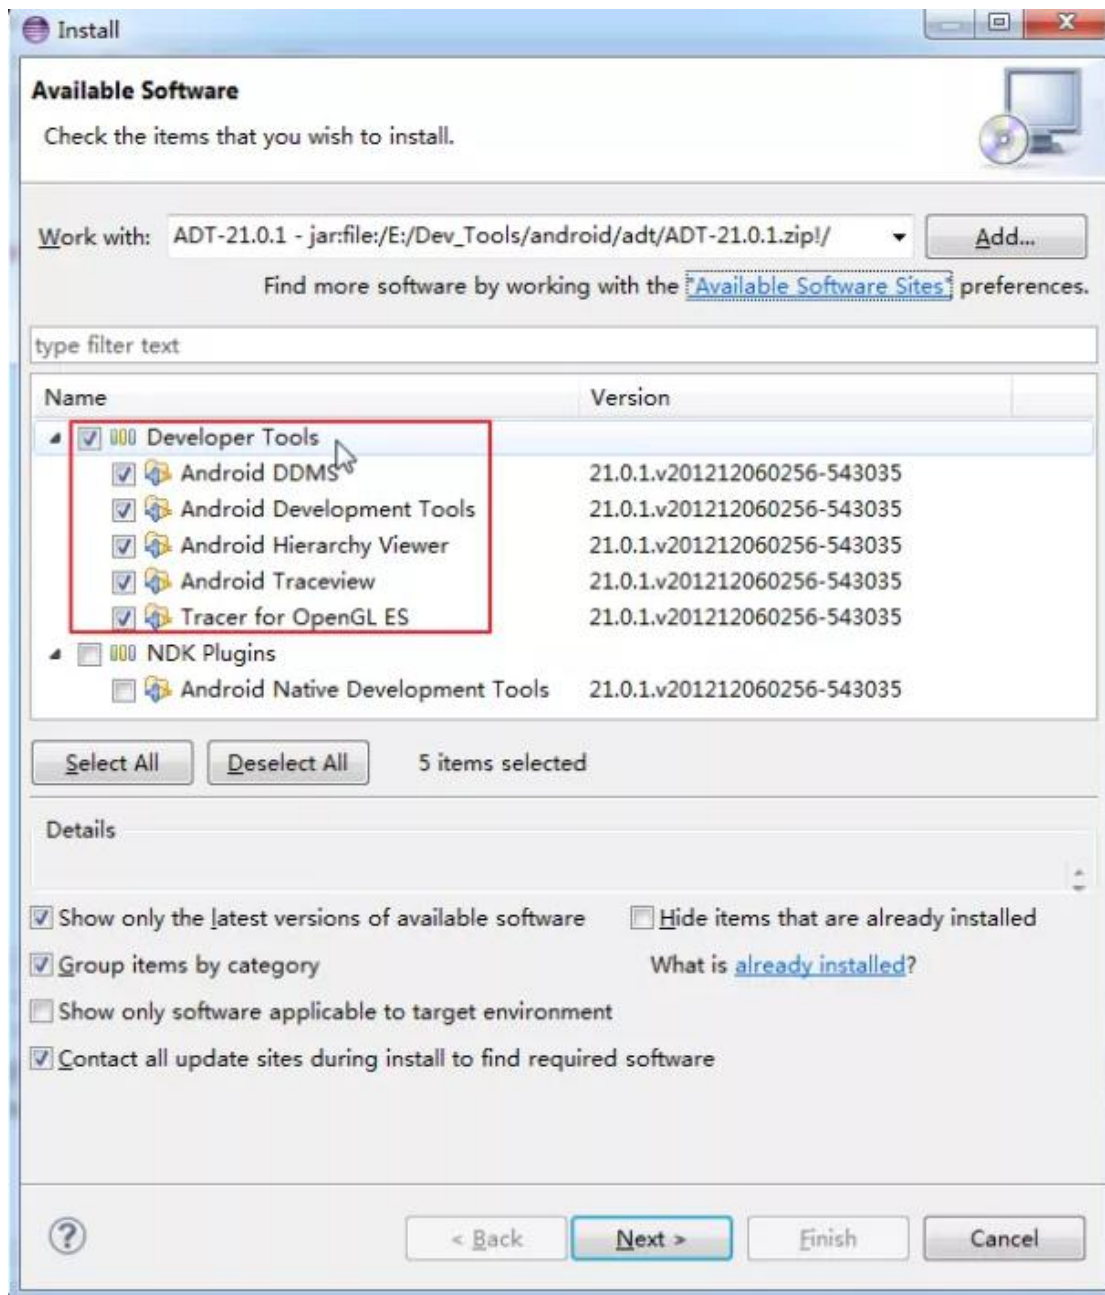 Install
Available Software
Check the items that you wish to install.
Work with: ADT-21.0.1 - jar:file:/E:/Dev_Tools/android/adt/ADT-21.0.1.zip!/ Add...
Find more software by working with the "Available Software Sites" preferences.
type filter text
Name Version
Developer Tools
Android DDMS 21.0.1.v201212060256-543035
Android Development Tools 21.0.1.v201212060256-543035
Android Hierarchy Viewer 21.0.1.v201212060256-543035
Android Traceview 21.0.1.v201212060256-543035
Tracer for OpenGL ES 21.0.1.v201212060256-543035
NDK Plugins
Android Native Development Tools 21.0.1.v201212060256-543035
Select All Deselect All 5 items selected
Details
Show only the latest versions of available software Hide items that are already installed
Group items by category What is already installed?
Show only software applicable to target environment
Contact all update sites during install to find required software
? < Back Next > Finish Cancel